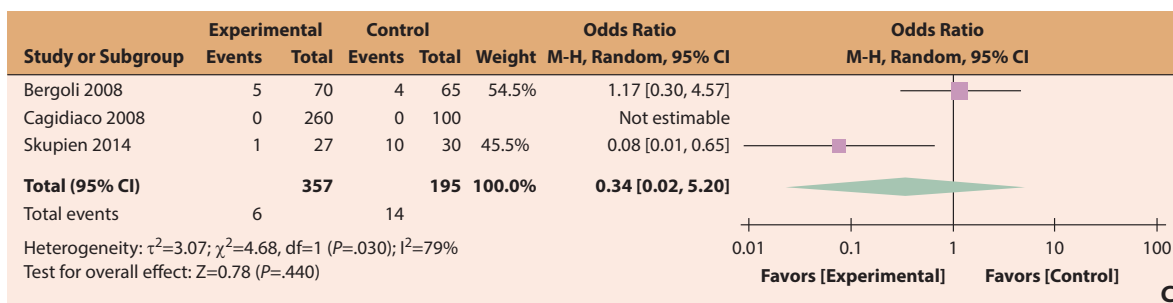 Experimental Control Odds Ratio Odds Ratio
Study or Subgroup Events Total Events Total Weight M-H, Random, 95% CI M-H, Random, 95% CI
Bergoli 2008 5 70 4 65 54.5% 1.17 [0.30, 4.57]
Cagidiaco 2008 0 260 0 100 Not estimable
Skupien 2014 1 27 10 30 45.5% 0.08 [0.01, 0.65]
Total (95% CI) 357 195 100.0% 0.34 [0.02, 5.20]
Total events 6 14
Heterogeneity: τ²=3.07; χ²=4.68, df=1 (P=.030); I²=79%
Test for overall effect: Z=0.78 (P=.440)
0.01 0.1 1 10 100
Favors [Experimental] Favors [Control]